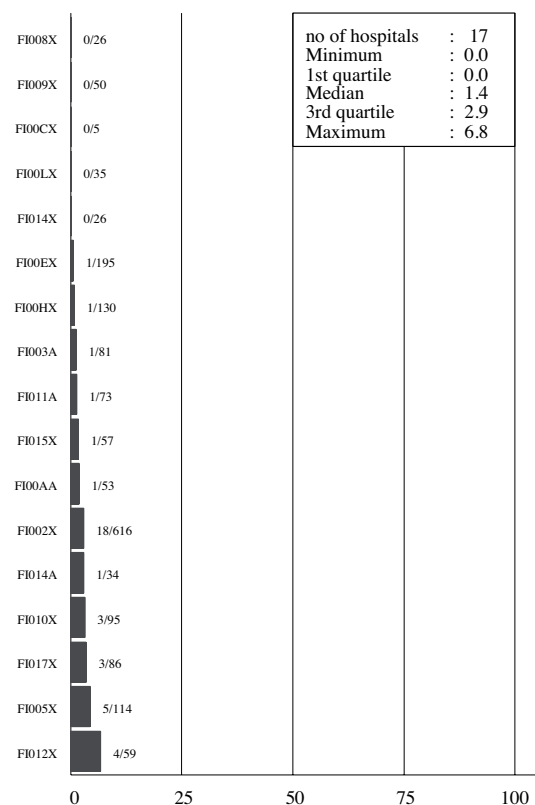 no of hospitals : 17
Minimum : 0.0
1st quartile : 0.0
Median : 1.4
3rd quartile : 2.9
Maximum : 6.8
FI008X 0/26
FI009X 0/50
FI00CX 0/5
FI00LX 0/35
FI014X 0/26
FI00EX 1/195
FI00HX 1/130
FI003A 1/81
FI011A 1/73
FI015X 1/57
FI00AA 1/53
FI002X 18/616
FI014A 1/34
FI010X 3/95
FI017X 3/86
FI005X 5/114
FI012X 4/59
0 25 50 75 100